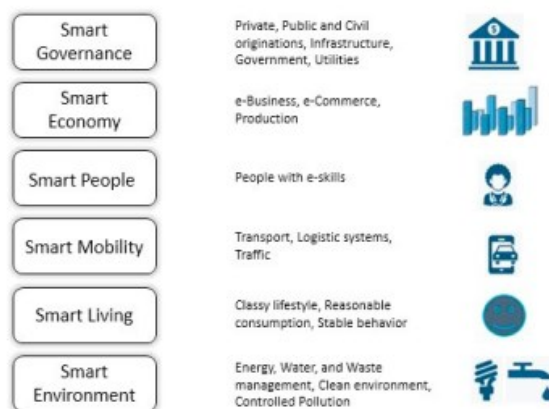 Smart
Governance
Private, Public and Civil
originations, Infrastructure,
Government, Utilities
Smart
Economy
e-Business, e-Commerce,
Production
Smart People
People with e-skills
Smart Mobility
Transport, Logistic systems,
Traffic
Smart Living
Classy lifestyle, Reasonable
consumption, Stable behavior
Smart
Environment
Energy, Water, and Waste
management, Clean environment,
Controlled Pollution